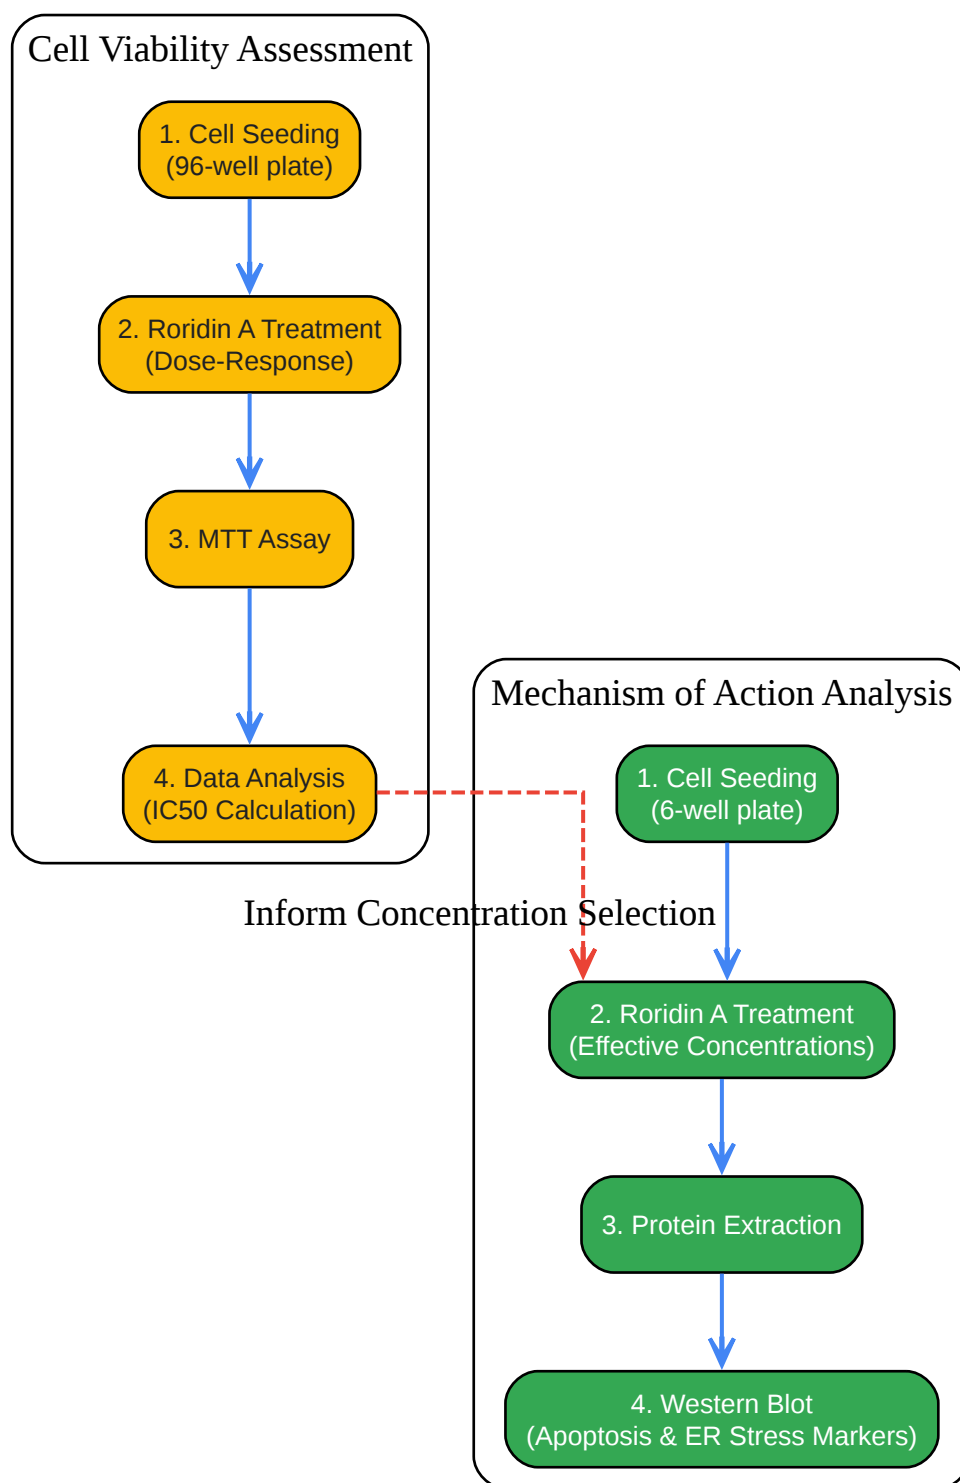 Cell Viability Assessment
1. Cell Seeding
(96-well plate)
2. Roridin A Treatment
(Dose-Response)
3. MTT Assay
4. Data Analysis
(IC50 Calculation)
Inform Concentration Selection
Mechanism of Action Analysis
1. Cell Seeding
(6-well plate)
2. Roridin A Treatment
(Effective Concentrations)
3. Protein Extraction
4. Western Blot
(Apoptosis & ER Stress Markers)